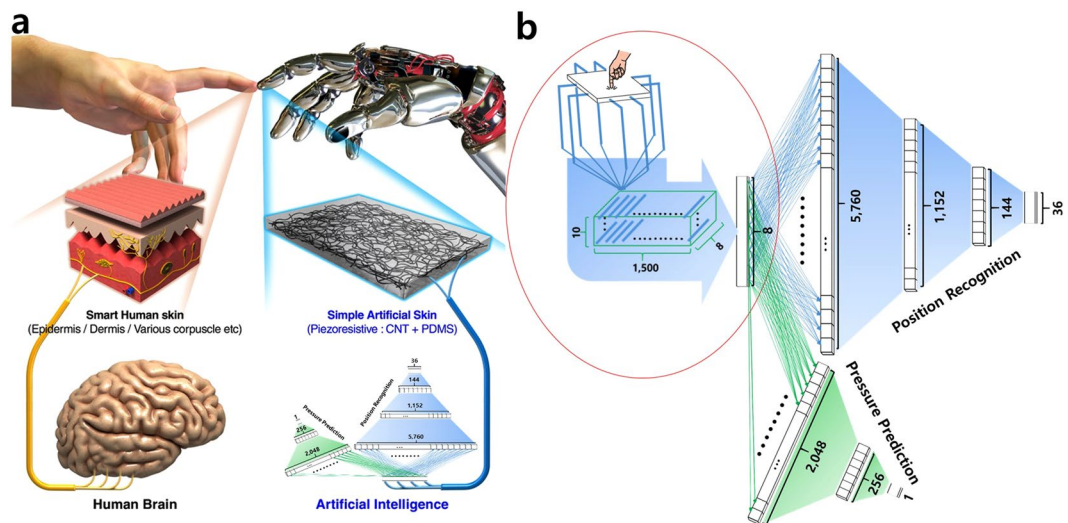 a
Smart Human skin
(Epidermis / Dermis / Various corpuscle etc)
Simple Artificial Skin
(Piezoresistive : CNT + PDMS)
36
144
1,152
5,760
Position Recognition
1
256
2,048
Pressure Prediction
Human Brain
Artificial Intelligence
b
10
1,500
8
8
5,760
1,152
144
36
Position Recognition
2,048
256
1
Pressure Prediction